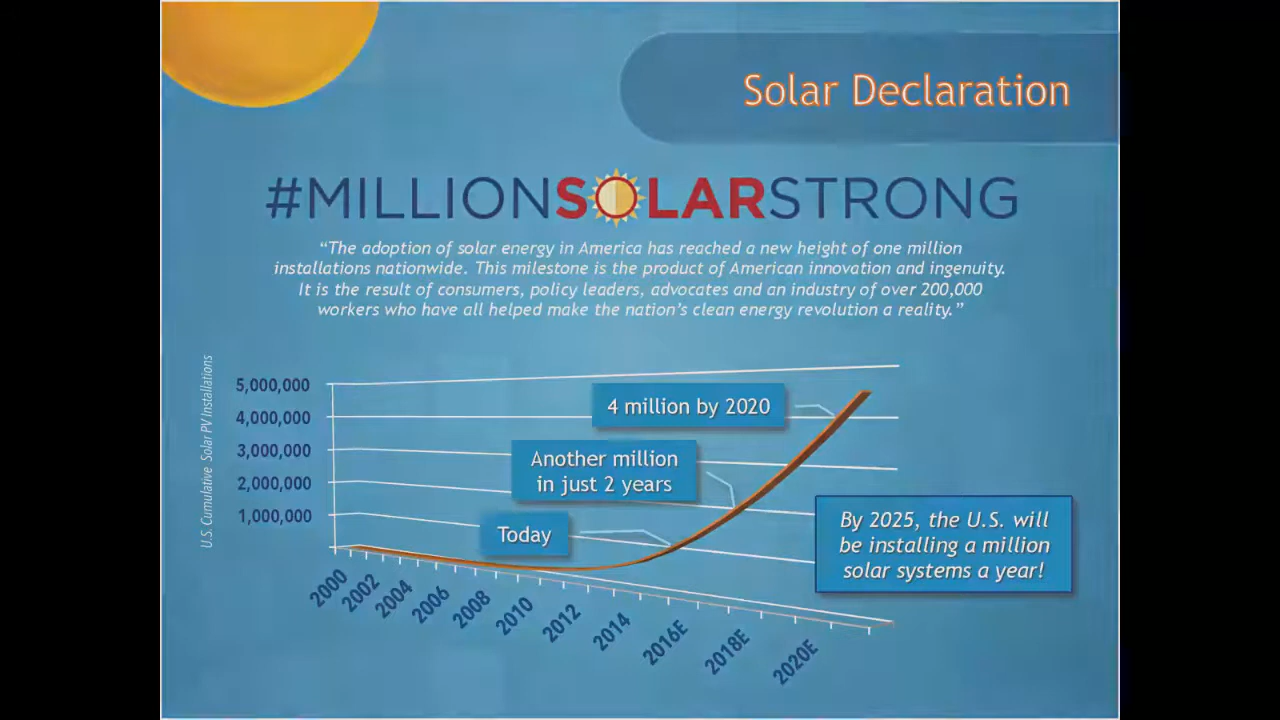 Solar Declaration
#MILLIONSOLARSTRONG
“The adoption of solar energy in America has reached a new height of one million
installations nationwide. This milestone is the product of American innovation and ingenuity.
It is the result of consumers, policy leaders, advocates and an industry of over 200,000
workers who have all helped make the nation’s clean energy revolution a reality.”
U.S. Cumulative Solar PV Installations
5,000,000
4,000,000
3,000,000
2,000,000
1,000,000
4 million by 2020
Another million
in just 2 years
Today
By 2025, the U.S. will
be installing a million
solar systems a year!
2000
2002
2004
2006
2008
2010
2012
2014
2016E
2018E
2020E